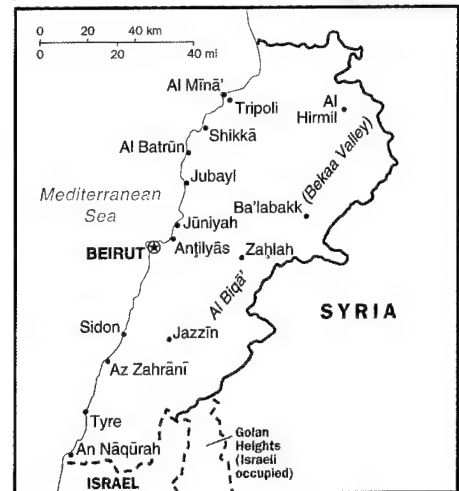 0 20 40 km
0 20 40 mi
Al Mīnā'
Tripoli
Al
Hirmil
Shikkā
Al Batrūn
(Bekaa Valley)
Jubayl
Mediterranean
Sea
Ba'labakk
Jūniyah
BEIRUT
Anţilyās
Zaḩlah
Al Biqā'
SYRIA
Sidon
Jazzīn
Az Zahrānī
Tyre
Golan
Heights
(Israeli
occupied)
An Nāqūrah
ISRAEL